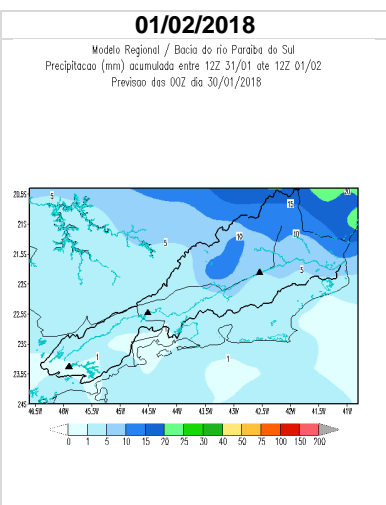 01/02/2018
Modelo Regional / Bacia do rio Paraiba do Sul
Precipitacao (mm) acumulada entre 12Z 31/01 ate 12Z 01/02
Previsao das 00Z dia 30/01/2018
20.5S
5
20
15
21S
10
10
5
21.5S
5
22S
22.5S
23S
1
1
23.5S
24S
46.5W 46W 45.5W 45W 44.5W 44W 43.5W 43W 42.5W 42W 41.5W 41W
0 1 5 10 15 20 25 30 40 50 75 100 150 200